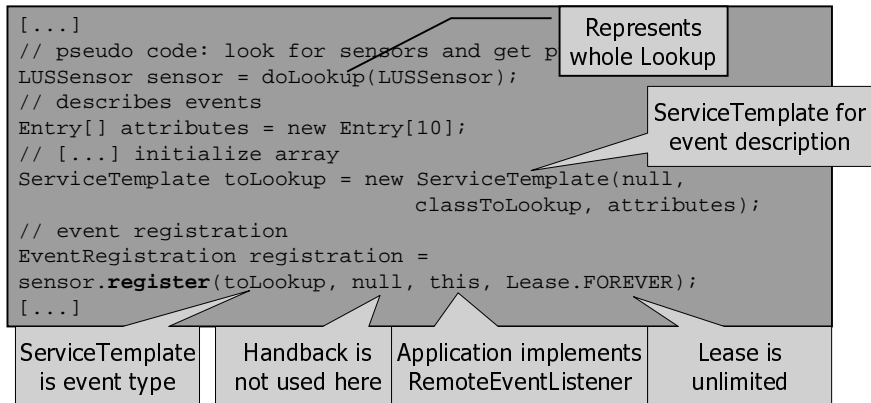 [...]
// pseudo code: look for sensors and get p
LUSSensor sensor = doLookup(LUSSensor);
// describes events
Entry[] attributes = new Entry[10];
// [...] initialize array
ServiceTemplate toLookup = new ServiceTemplate(null,
classToLookup, attributes);
// event registration
EventRegistration registration =
sensor.register(toLookup, null, this, Lease.FOREVER);
[...]
Represents
whole Lookup
ServiceTemplate for
event description
ServiceTemplate
is event type
Handback is
not used here
Application implements
RemoteEventListener
Lease is
unlimited